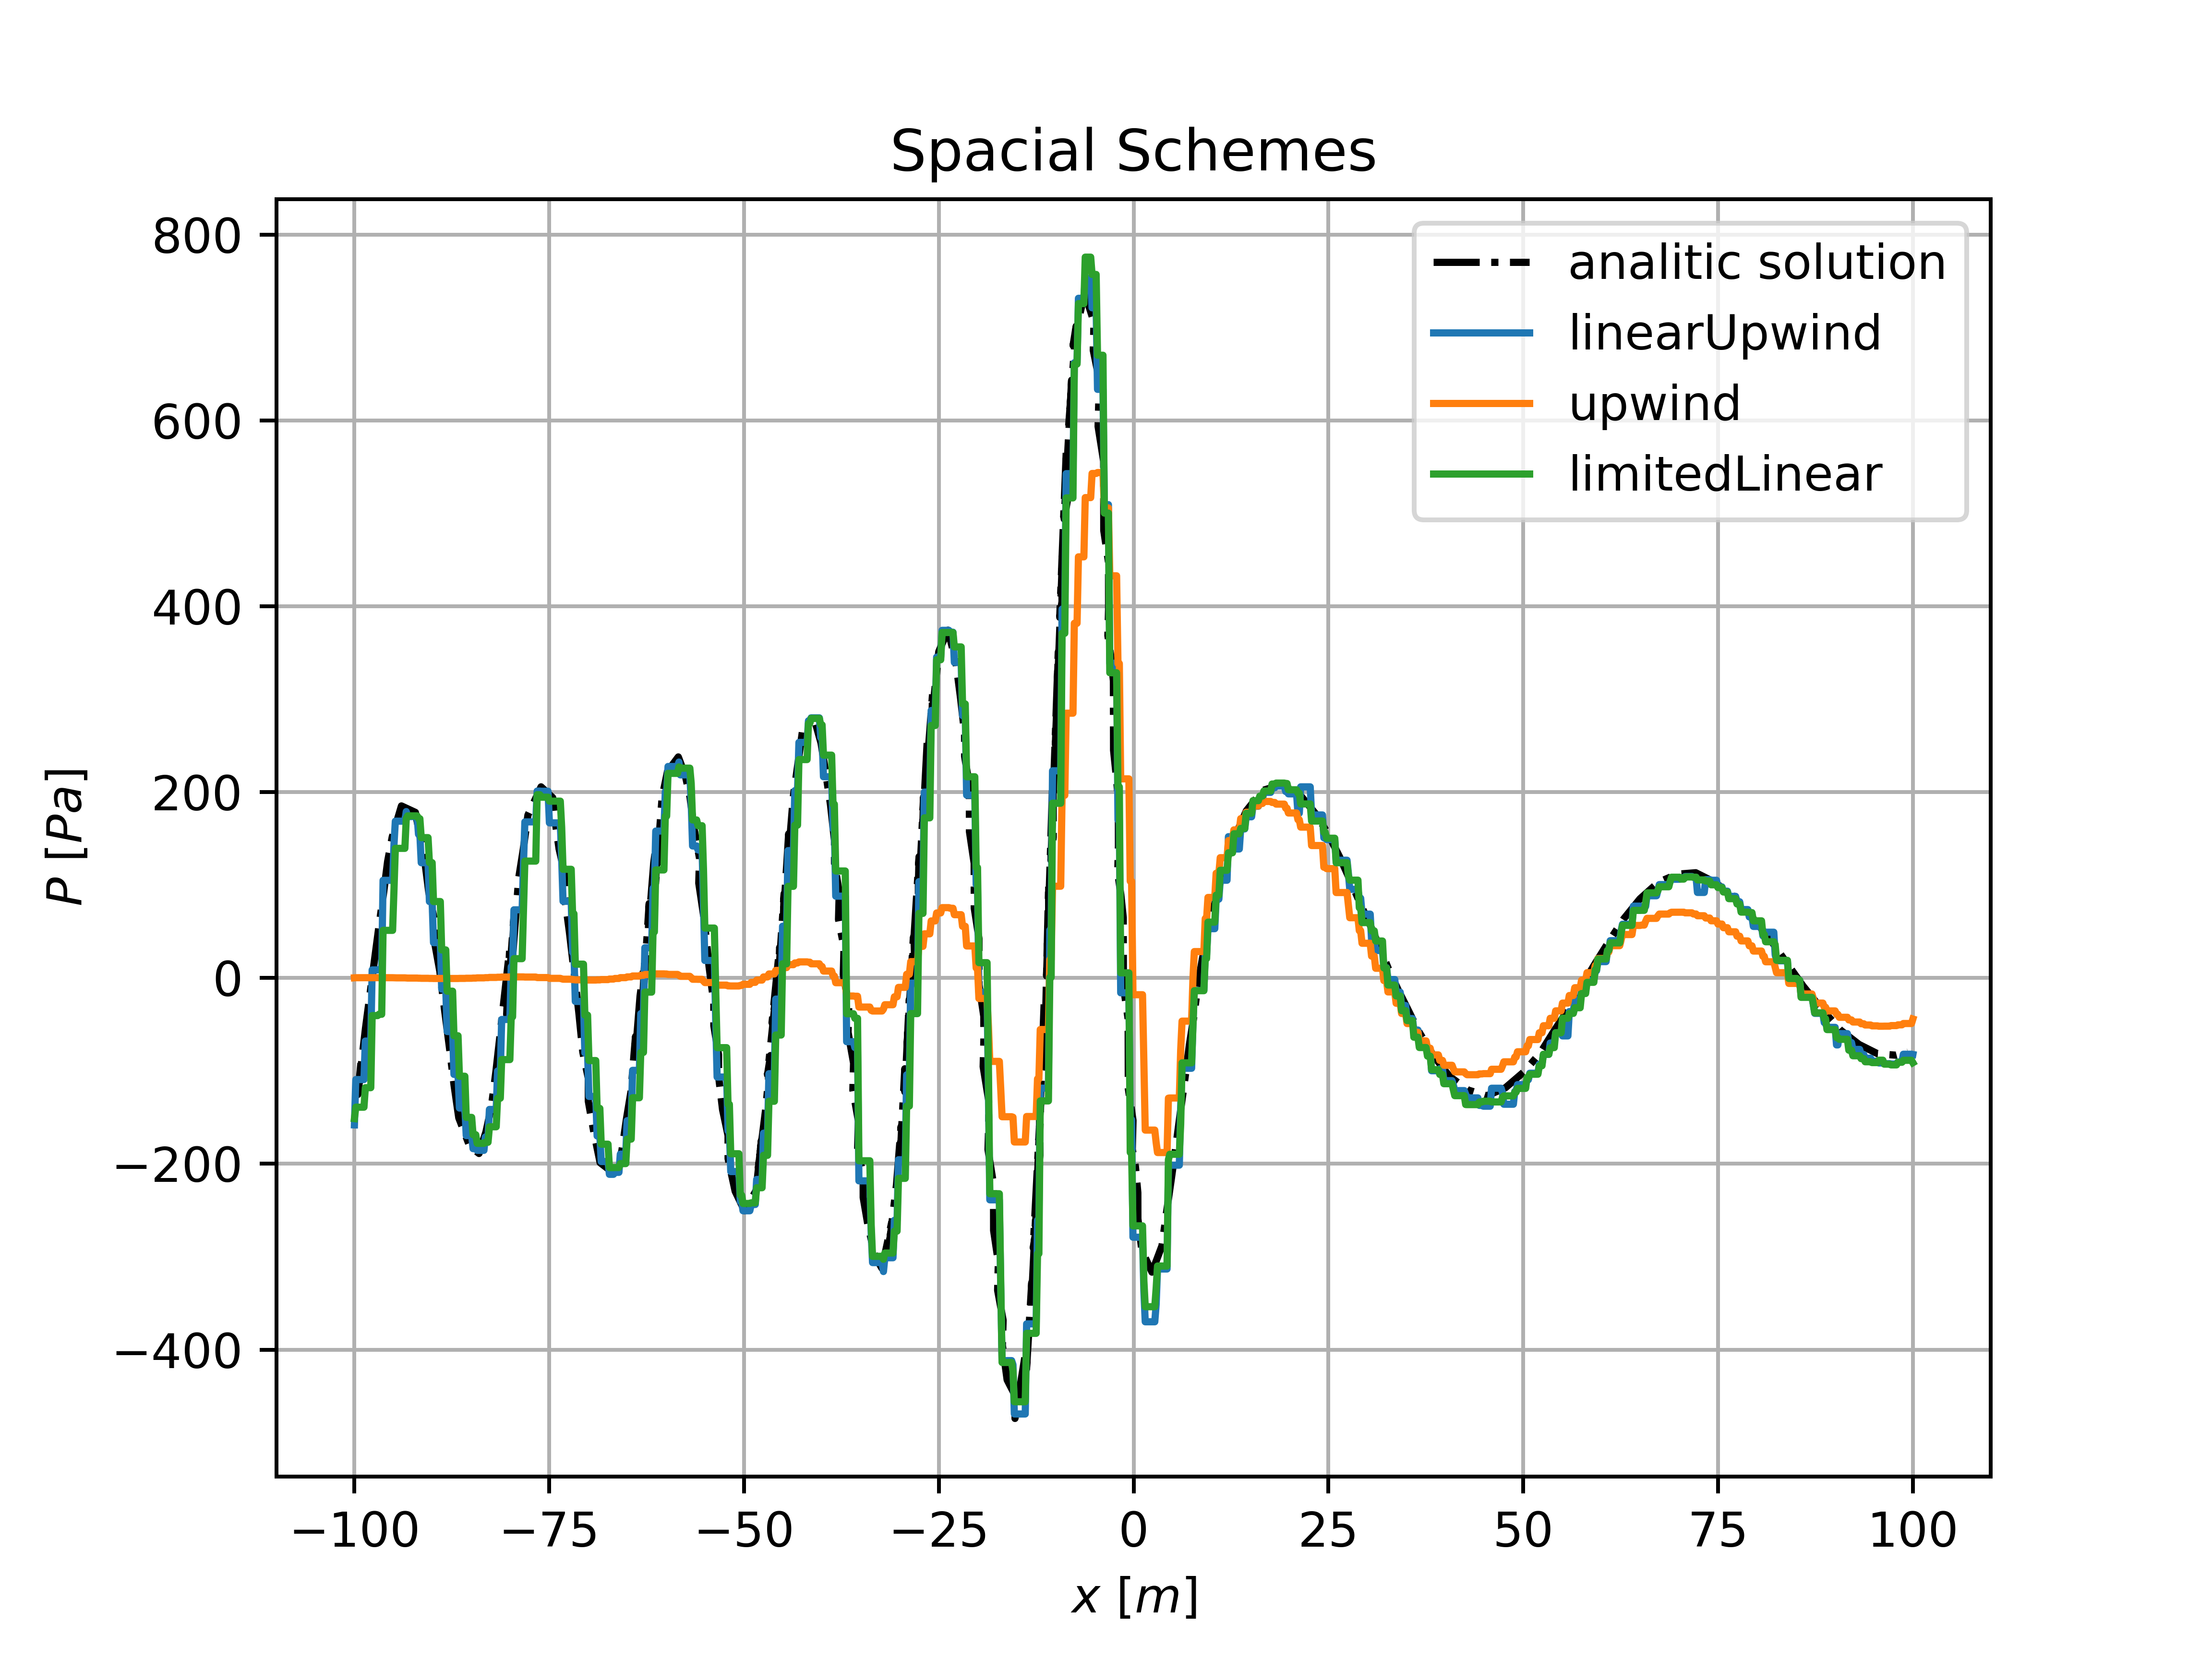 Spacial Schemes
analitic solution
linearUpwind
upwind
limitedLinear
P [Pa]
800
600
400
200
0
−200
−400
−100
−75
−50
−25
0
25
50
75
100
x [m]